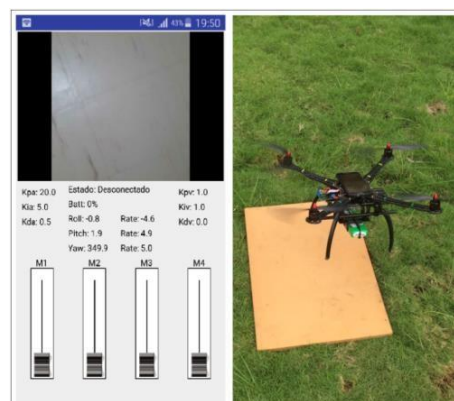 43% 19:50
Kpa: 20.0 Estado: Desconectado Kpv: 1.0
Kia: 5.0 Batt: 0% Kiv: 1.0
Kda: 0.5 Roll: -0.8 Rate: -4.6 Kdv: 0.0
Pitch: 1.9 Rate: 4.9
Yaw: 349.9 Rate: 5.0
M1 M2 M3 M4